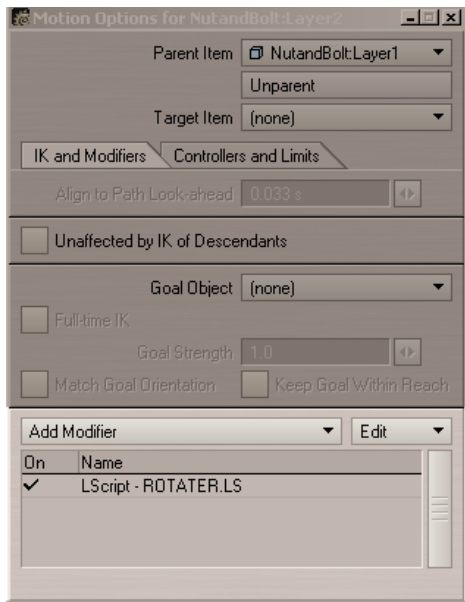 Motion Options for NutandBolt:Layer2
Parent Item NutandBolt:Layer1
Unparent
Target Item (none)
IK and Modifiers Controllers and Limits
Align to Path Look-ahead 0.033 s
Unaffected by IK of Descendants
Goal Object (none)
Full-time IK
Goal Strength 1.0
Match Goal Orientation Keep Goal Within Reach
Add Modifier Edit
On Name
LScript - ROTATER.LS